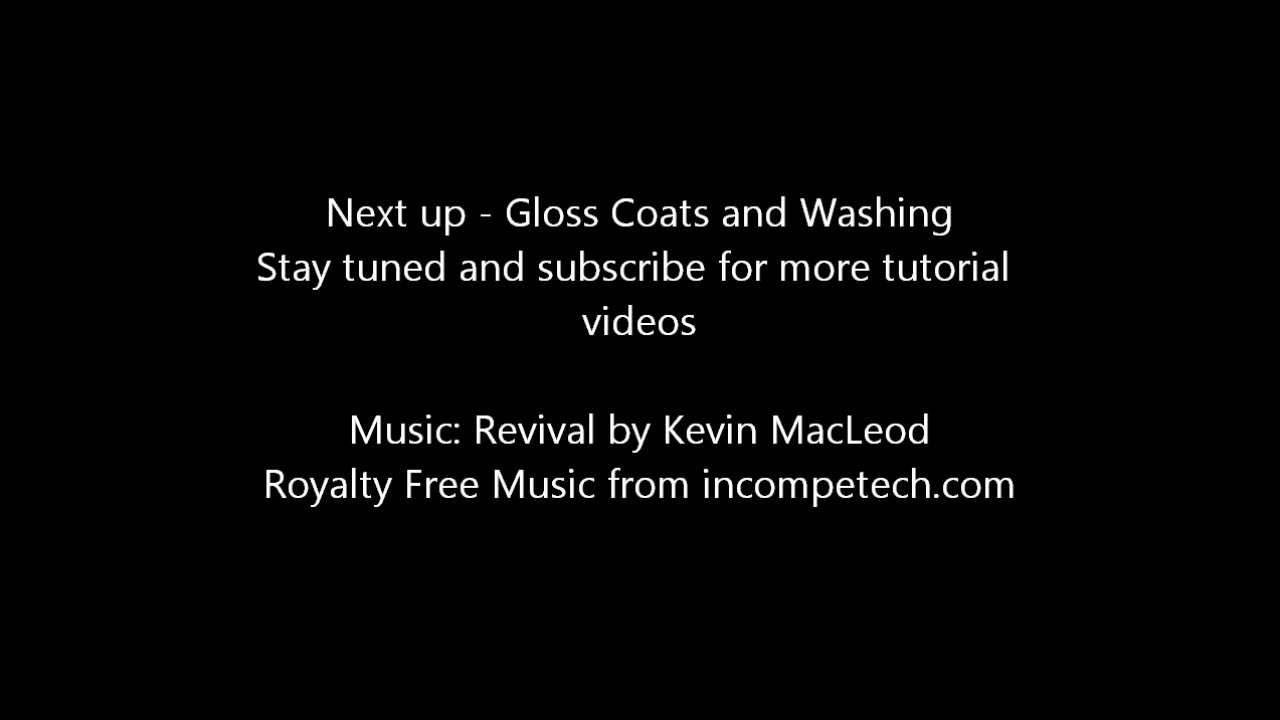 Next up - Gloss Coats and Washing
Stay tuned and subscribe for more tutorial
videos
Music: Revival by Kevin MacLeod
Royalty Free Music from incompetech.com